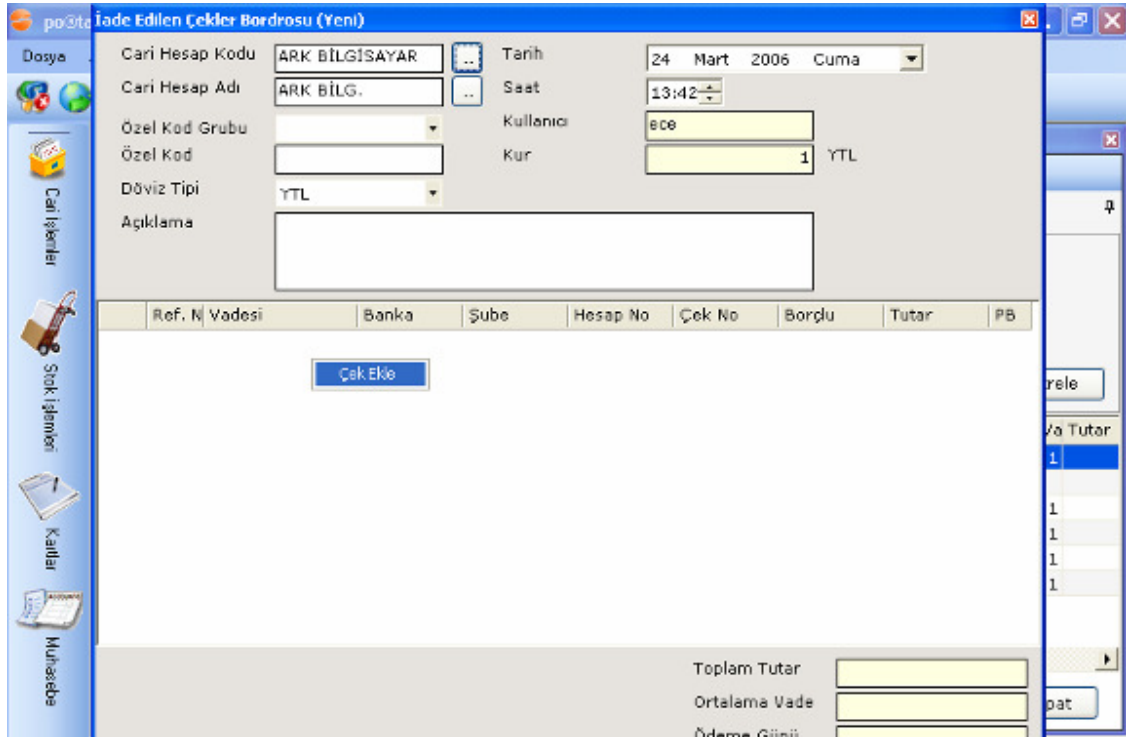 İade Edilen Çekler Bordrosu (Yeni)
Dosya
Cari Hesap Kodu ARK BİLGİSAYAR .. Tarih 24 Mart 2006 Cuma
Cari Hesap Adı ARK BİLG. .. Saat 13:42
Özel Kod Grubu Kullanıcı ece
Özel Kod Kur 1 YTL
Döviz Tipi YTL
Açıklama
Ref. N Vadesi Banka Şube Hesap No Çek No Borçlu Tutar PB
Çek Ekle
Cari İşlemler
Stok İşlemleri
Kartlar
Muhasebe
rele
Va Tutar
1
1
1
1
1
Toplam Tutar
Ortalama Vade
pat
Ödeme Günü